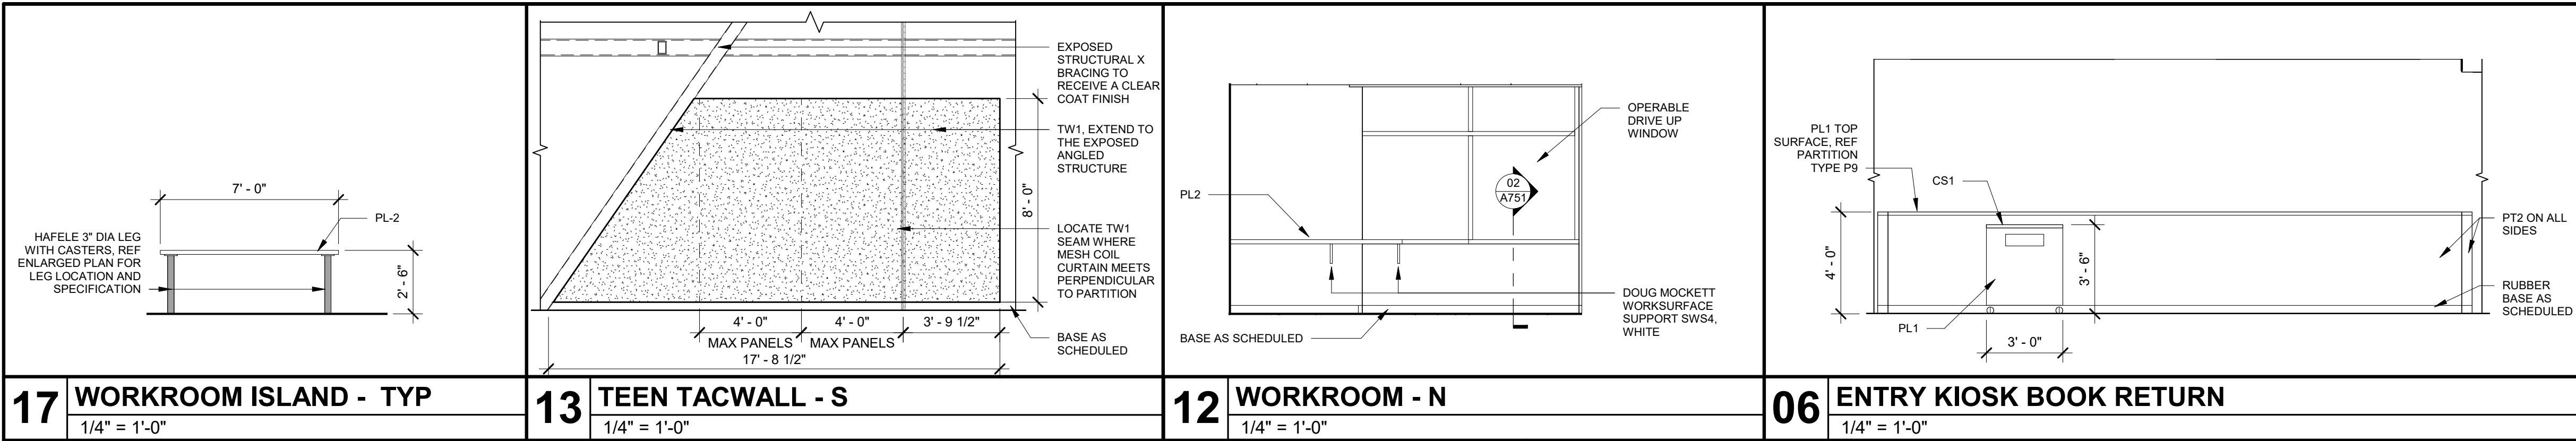 7' - 0"
PL-2
HAFELE 3" DIA LEG
WITH CASTERS, REF
ENLARGED PLAN FOR
LEG LOCATION AND
SPECIFICATION
2' - 6"
17
WORKROOM ISLAND - TYP
1/4" = 1'-0"
EXPOSED
STRUCTURAL X
BRACING TO
RECEIVE A CLEAR
COAT FINISH
TW1, EXTEND TO
THE EXPOSED
ANGLED
STRUCTURE
8' - 0"
LOCATE TW1
SEAM WHERE
MESH COIL
CURTAIN MEETS
PERPENDICULAR
TO PARTITION
4' - 0"
MAX PANELS
4' - 0"
MAX PANELS
3' - 9 1/2"
17' - 8 1/2"
BASE AS
SCHEDULED
13
TEEN TACWALL - S
1/4" = 1'-0"
OPERABLE
DRIVE UP
WINDOW
02
A751
PL2
DOUG MOCKETT
WORKSURFACE
SUPPORT SWS4,
WHITE
BASE AS SCHEDULED
12
WORKROOM - N
1/4" = 1'-0"
PL1 TOP
SURFACE, REF
PARTITION
TYPE P9
CS1
PT2 ON ALL
SIDES
4' - 0"
3' - 6"
RUBBER
BASE AS
SCHEDULED
PL1
3' - 0"
06
ENTRY KIOSK BOOK RETURN
1/4" = 1'-0"